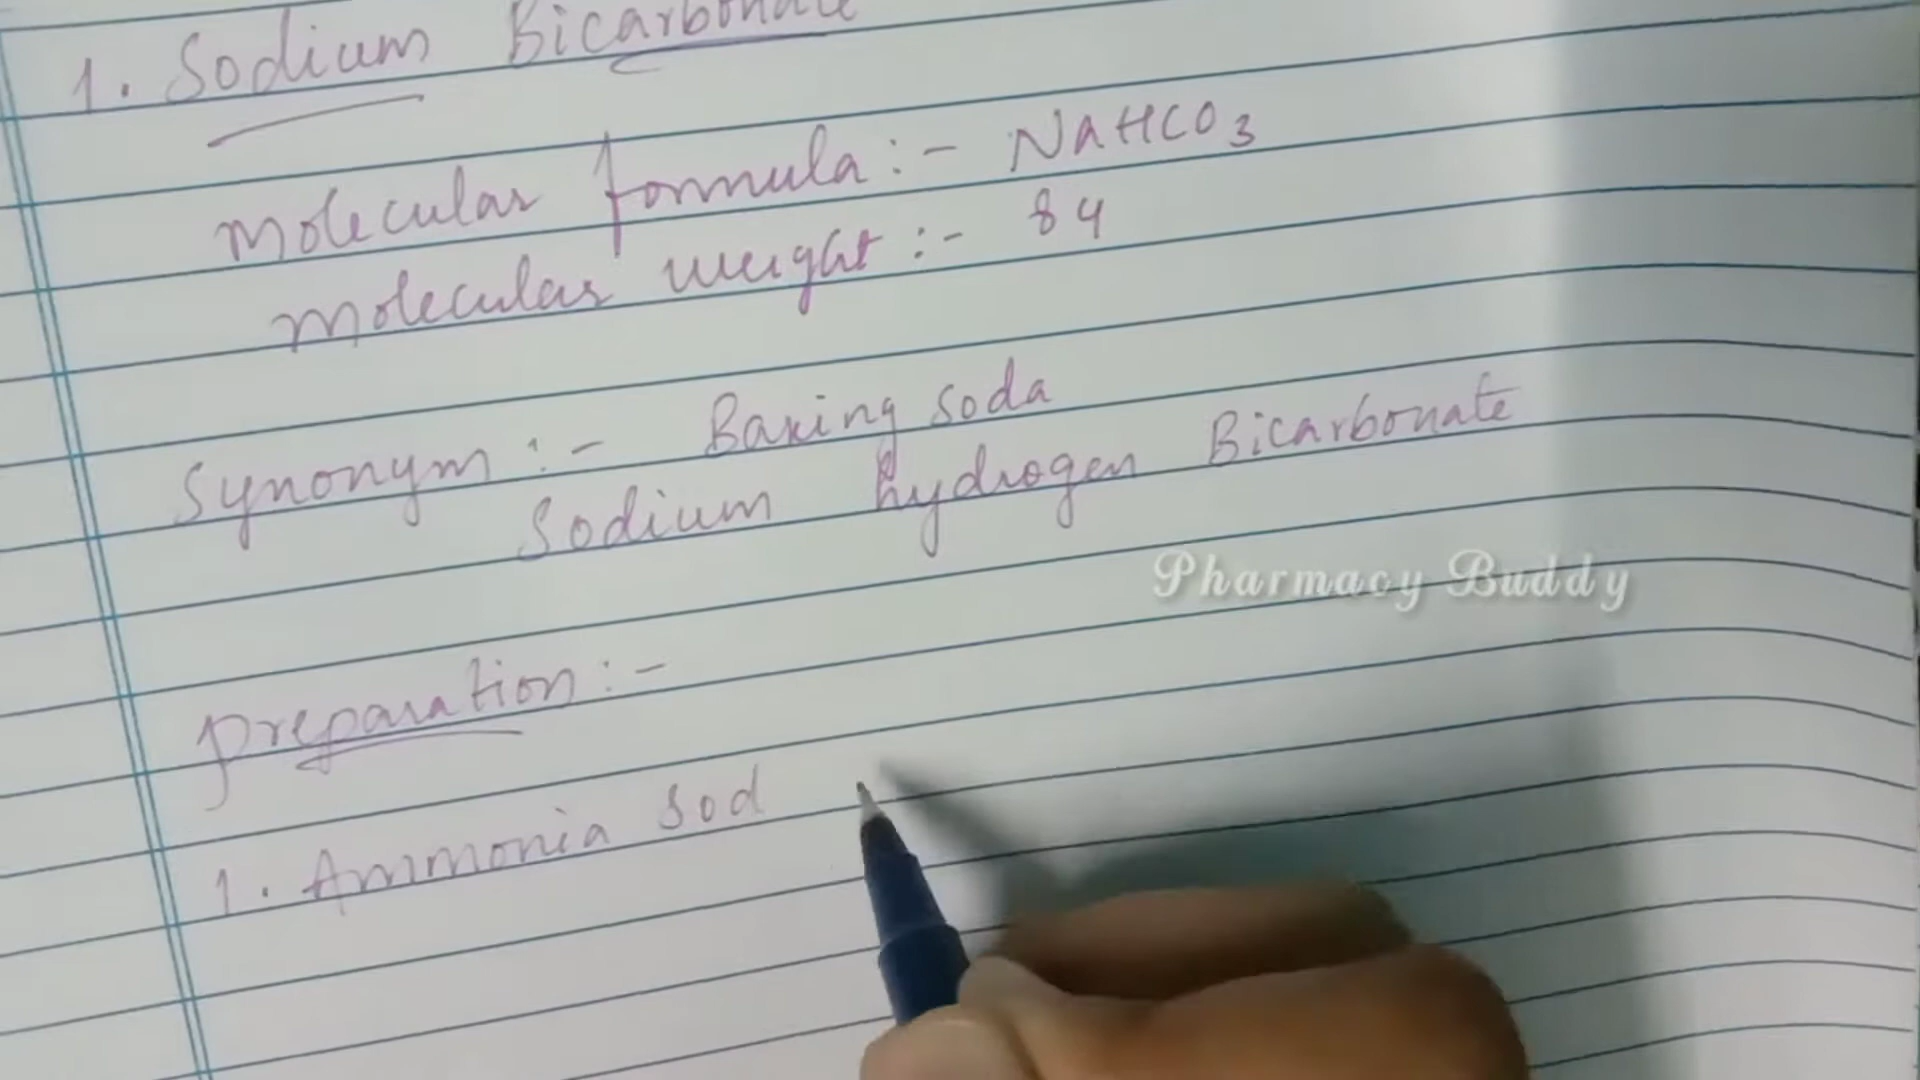 1. Sodium Bicarbonate
Molecular formula :- NaHCO3
Molecular weight :- 84
Synonym :- Baking soda
Sodium hydrogen Bicarbonate
Pharmacy Buddy
preparation :-
1. Ammonia Sod